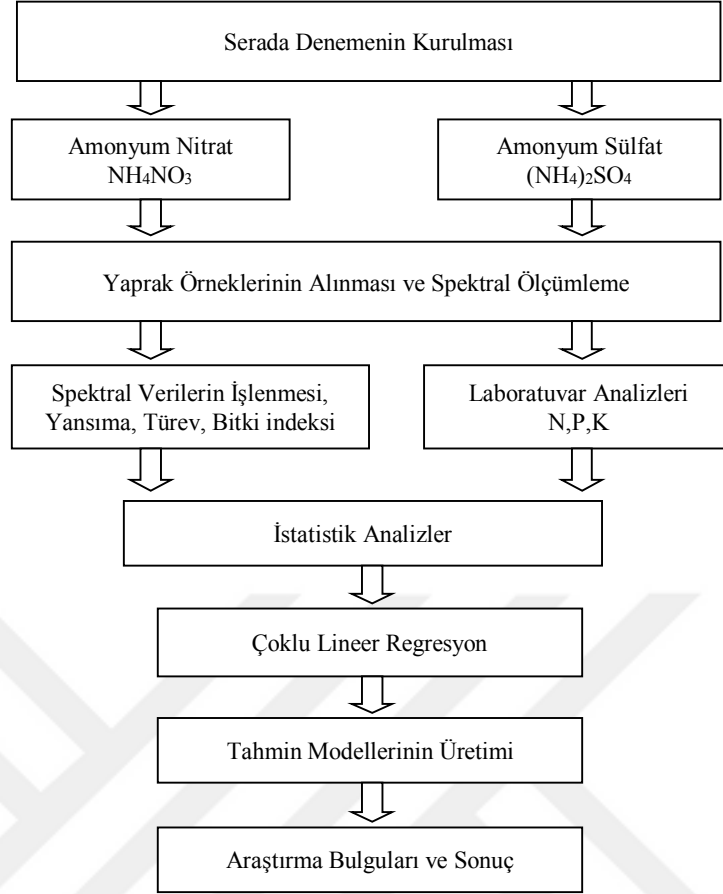 Serada Denemenin Kurulması
Amonyum Nitrat
NH₄NO₃
Amonyum Sülfat
(NH₄)₂SO₄
Yaprak Örneklerinin Alınması ve Spektral Ölçümleme
Spektral Verilerin İşlenmesi,
Yansıma, Türev, Bitki indeksi
Laboratuvar Analizleri
N,P,K
İstatistik Analizler
Çoklu Lineer Regresyon
Tahmin Modellerinin Üretimi
Araştırma Bulguları ve Sonuç